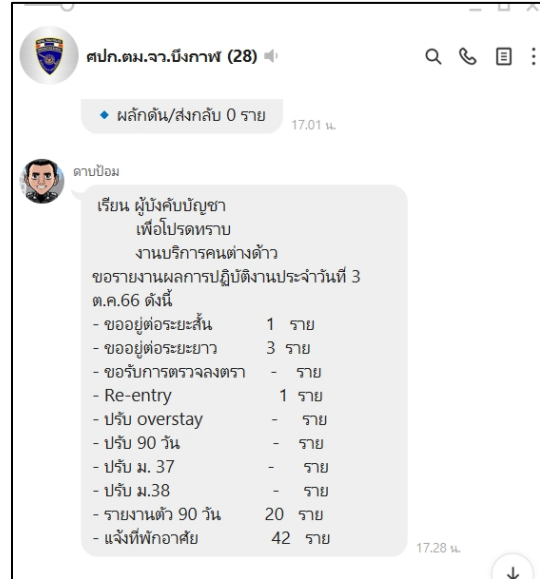 ศปก.ตม.จว.บึงกาฬ (28)
ผลักดัน/ส่งกลับ 0 ราย
17.01 น.
ดาบป้อม
เรียน ผู้บังคับบัญชา
เพื่อโปรดทราบ
งานบริการคนต่างด้าว
ขอรายงานผลการปฏิบัติงานประจำวันที่ 3
ต.ค.66 ดังนี้
- ขออยู่ต่อระยะสั้น 1 ราย
- ขออยู่ต่อระยะยาว 3 ราย
- ขอรับการตรวจลงตรา - ราย
- Re-entry 1 ราย
- ปรับ overstay - ราย
- ปรับ 90 วัน - ราย
- ปรับ ม. 37 - ราย
- ปรับ ม.38 - ราย
- รายงานตัว 90 วัน 20 ราย
- แจ้งที่พักอาศัย 42 ราย
17.28 น.